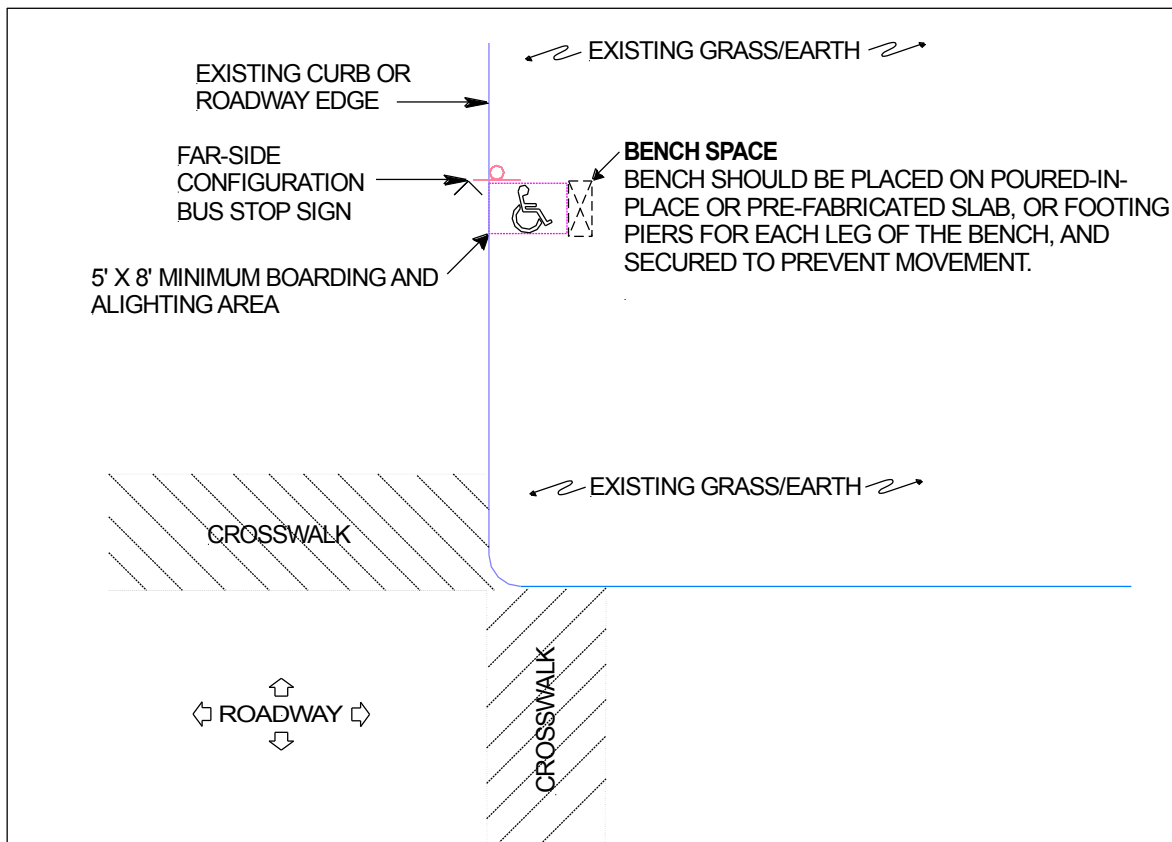 EXISTING GRASS/EARTH
EXISTING CURB OR
ROADWAY EDGE
FAR-SIDE
CONFIGURATION
BUS STOP SIGN
BENCH SPACE
BENCH SHOULD BE PLACED ON POURED-IN-
PLACE OR PRE-FABRICATED SLAB, OR FOOTING
PIERS FOR EACH LEG OF THE BENCH, AND
SECURED TO PREVENT MOVEMENT.
5' X 8' MINIMUM BOARDING AND
ALIGHTING AREA
EXISTING GRASS/EARTH
CROSSWALK
ROADWAY
CROSSWALK